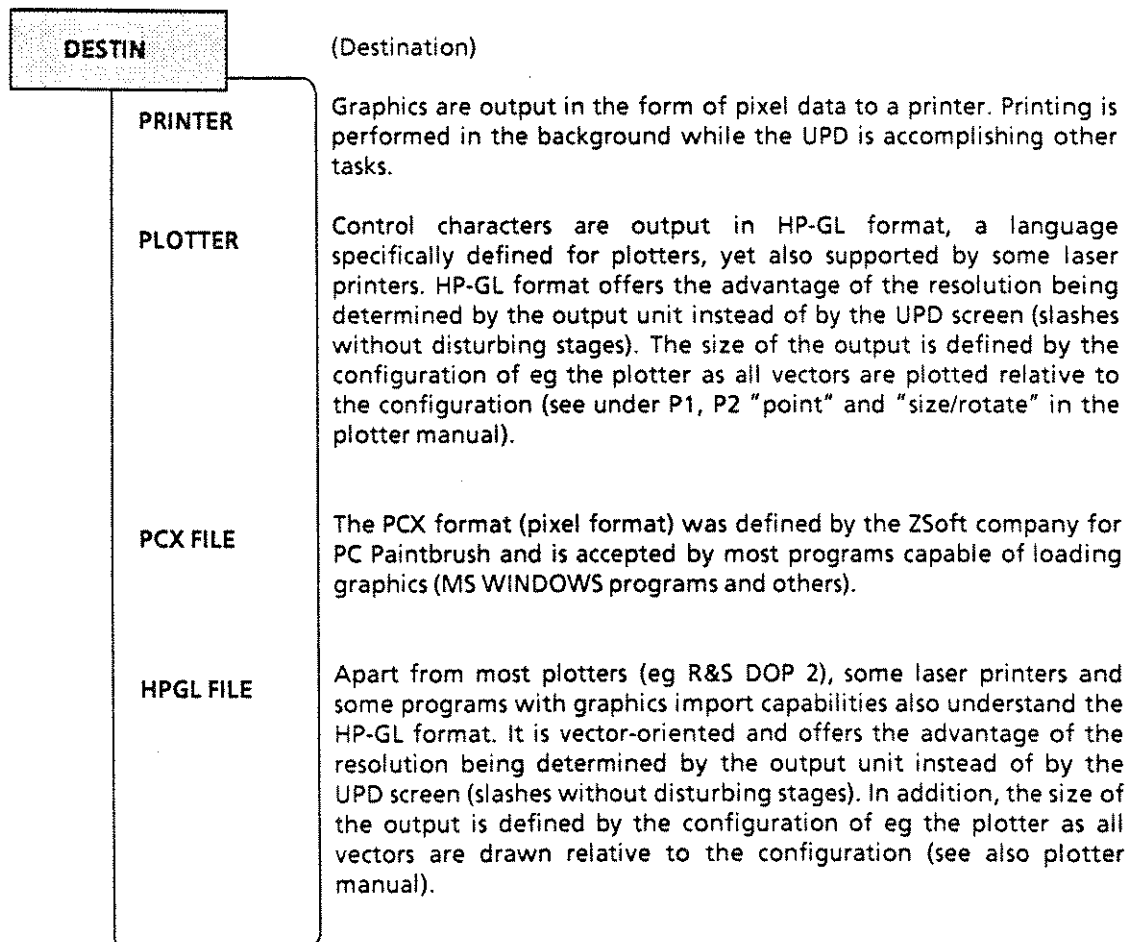 DESTIN (Destination)
PRINTER Graphics are output in the form of pixel data to a printer. Printing is
performed in the background while the UPD is accomplishing other
tasks.
PLOTTER Control characters are output in HP-GL format, a language
specifically defined for plotters, yet also supported by some laser
printers. HP-GL format offers the advantage of the resolution being
determined by the output unit instead of by the UPD screen (slashes
without disturbing stages). The size of the output is defined by the
configuration of eg the plotter as all vectors are plotted relative to
the configuration (see under P1, P2 "point" and "size/rotate" in the
plotter manual).
PCX FILE The PCX format (pixel format) was defined by the ZSoft company for
PC Paintbrush and is accepted by most programs capable of loading
graphics (MS WINDOWS programs and others).
HPGL FILE Apart from most plotters (eg R&S DOP 2), some laser printers and
some programs with graphics import capabilities also understand the
HP-GL format. It is vector-oriented and offers the advantage of the
resolution being determined by the output unit instead of by the
UPD screen (slashes without disturbing stages). In addition, the size of
the output is defined by the configuration of eg the plotter as all
vectors are drawn relative to the configuration (see also plotter
manual).